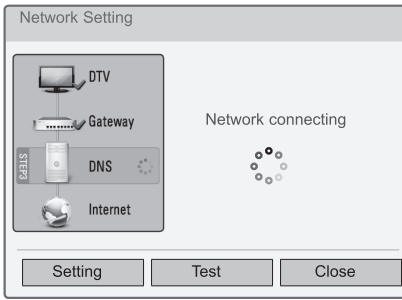 Network Setting
DTV
Gateway
Network connecting
STEP3
DNS
Internet
Setting
Test
Close